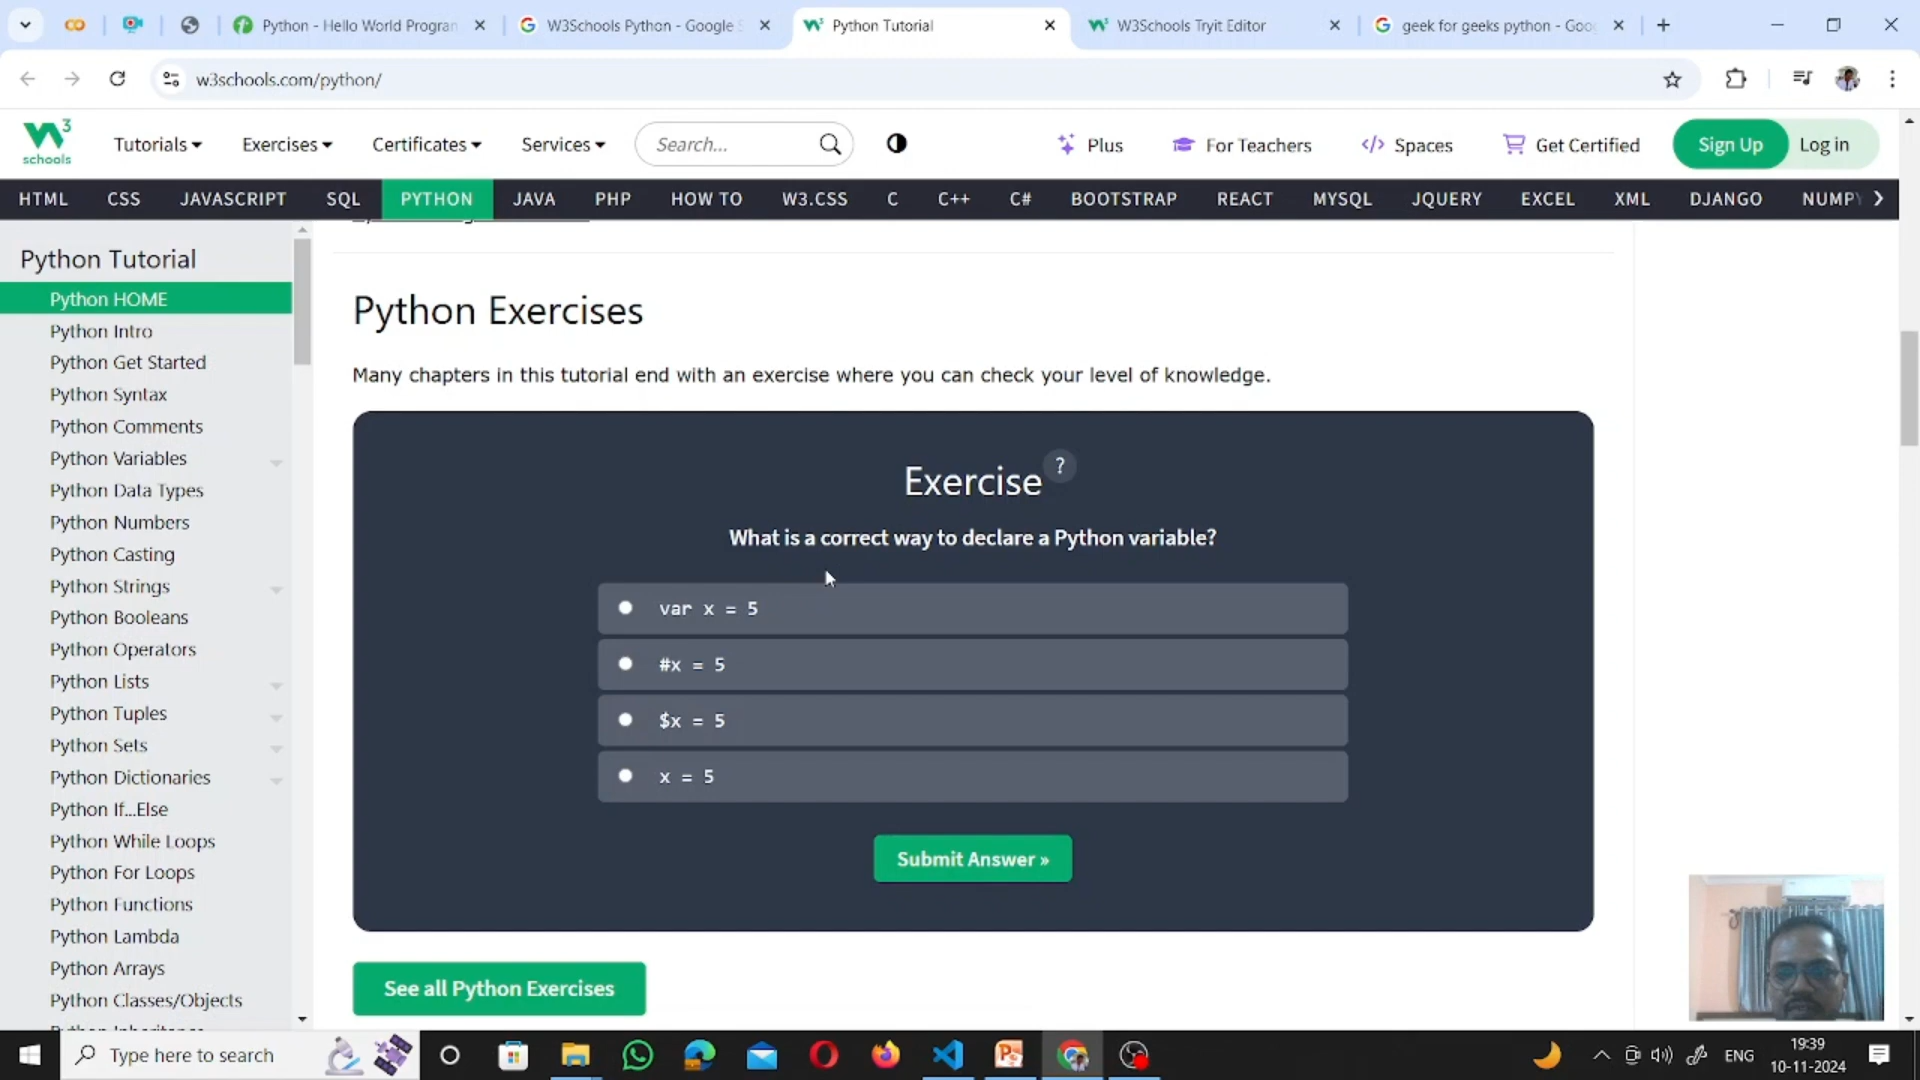 Python - Hello World Progran
W3Schools Python - Google S
Python Tutorial
W3Schools Tryit Editor
geek for geeks python - Goo
w3schools.com/python/
W3
schools
Tutorials
Exercises
Certificates
Services
Search...
Plus
For Teachers
Spaces
Get Certified
Sign Up
Log in
HTML CSS JAVASCRIPT SQL PYTHON JAVA PHP HOW TO W3.CSS C C++ C# BOOTSTRAP REACT MYSQL JQUERY EXCEL XML DJANGO NUMPY
Python Tutorial
Python HOME
Python Intro
Python Get Started
Python Syntax
Python Comments
Python Variables
Python Data Types
Python Numbers
Python Casting
Python Strings
Python Booleans
Python Operators
Python Lists
Python Tuples
Python Sets
Python Dictionaries
Python If...Else
Python While Loops
Python For Loops
Python Functions
Python Lambda
Python Arrays
Python Classes/Objects
Python Inheritance
Python Exercises
Many chapters in this tutorial end with an exercise where you can check your level of knowledge.
Exercise ?
What is a correct way to declare a Python variable?
var x = 5
#x = 5
$x = 5
x = 5
Submit Answer »
See all Python Exercises
Type here to search
ENG
19:39
10-11-2024